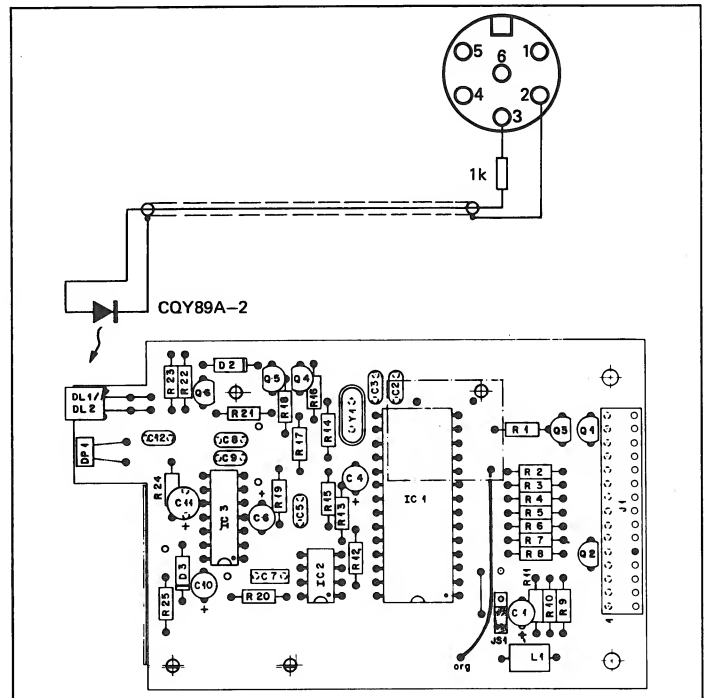 5 6 1
4 2
3
1k
CQY89A-2
DL1/
DL2
DP1
R23
R22
Q6
D2
R21
Q5
Q4
R18
R16
R17
R14
Y1
C3
C2
R1
Q5
Q1
C12
C8
C9
R24
C11
IC3
R19
C6
C5
R15
R13
C4
R12
IC1
R2
R3
R4
R5
R6
R7
R8
J1
Q2
D3
C10
R25
C7
R20
IC2
R11
R10
R9
C1
JS1
L1
org
1